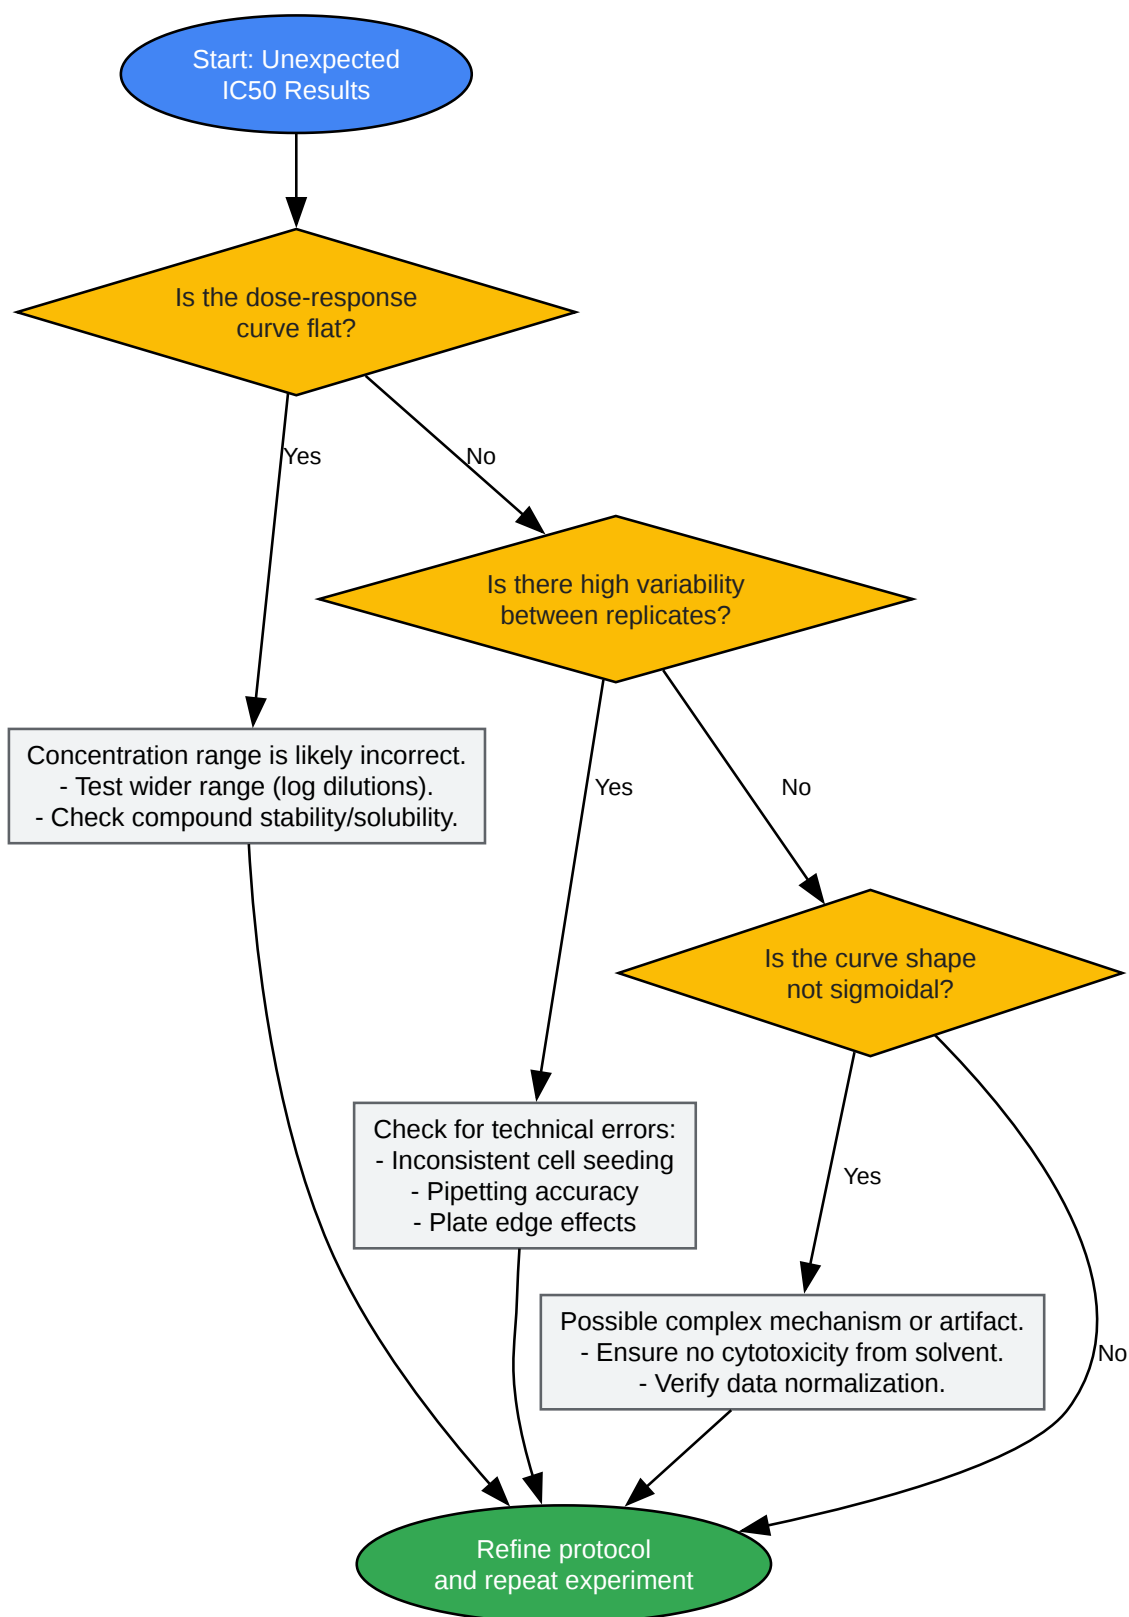 Start: Unexpected
IC50 Results
Is the dose-response
curve flat?
Yes
No
Is there high variability
between replicates?
Concentration range is likely incorrect.
- Test wider range (log dilutions).
- Check compound stability/solubility.
Yes
No
Is the curve shape
not sigmoidal?
Check for technical errors:
- Inconsistent cell seeding
- Pipetting accuracy
- Plate edge effects
Yes
Possible complex mechanism or artifact.
- Ensure no cytotoxicity from solvent.
- Verify data normalization.
No
Refine protocol
and repeat experiment